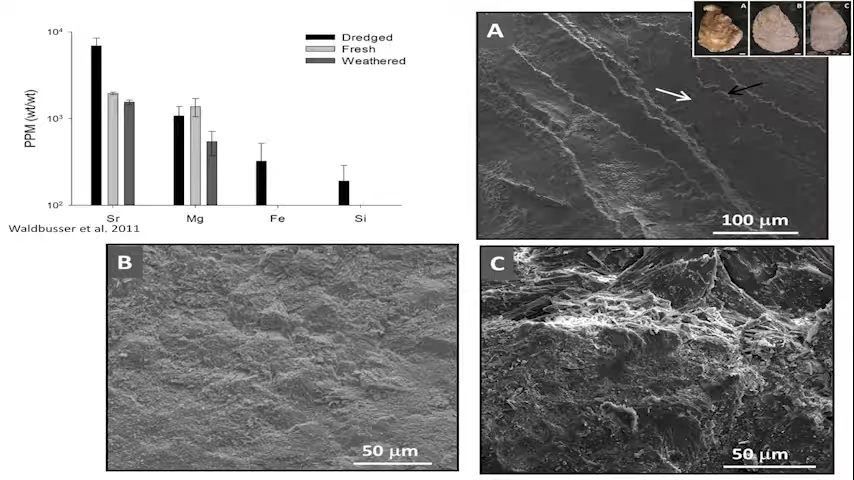 10⁴
10³
10²
PPM (wt/wt)
Dredged
Fresh
Weathered
Sr Mg Fe Si
Waldbusser et al. 2011
A
100 µm
A B C
B
50 µm
C
50 µm